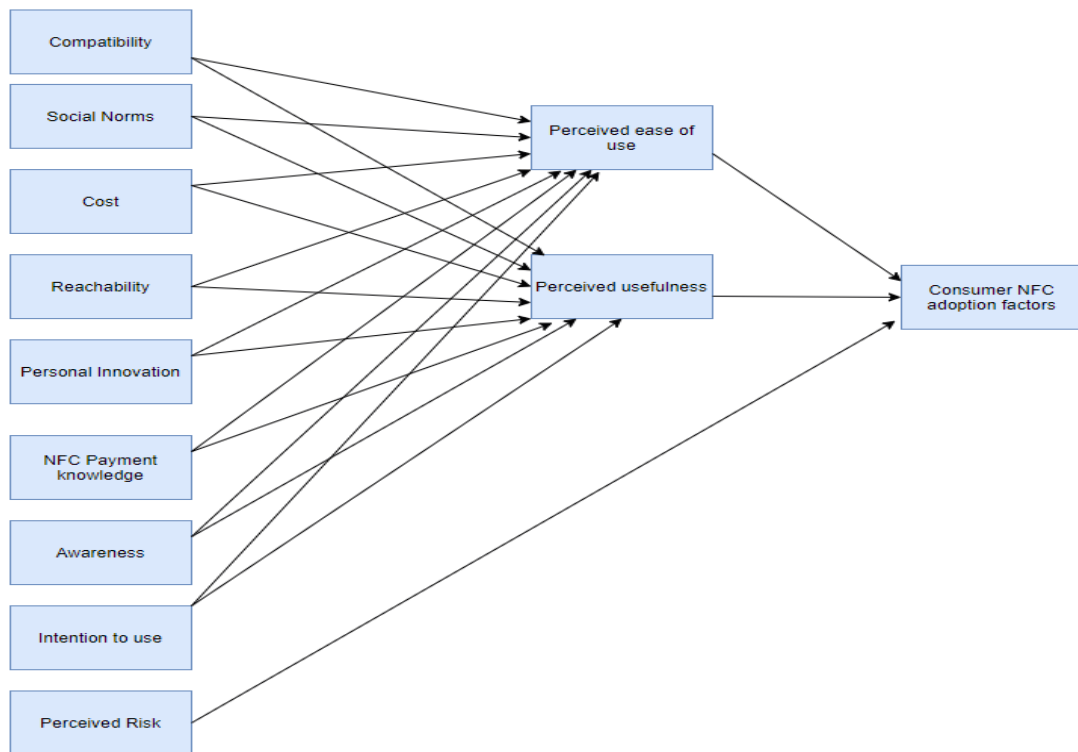 Compatibility
Social Norms
Cost
Reachability
Personal Innovation
NFC Payment
knowledge
Awareness
Intention to use
Perceived Risk
Perceived ease of
use
Perceived usefulness
Consumer NFC
adoption factors